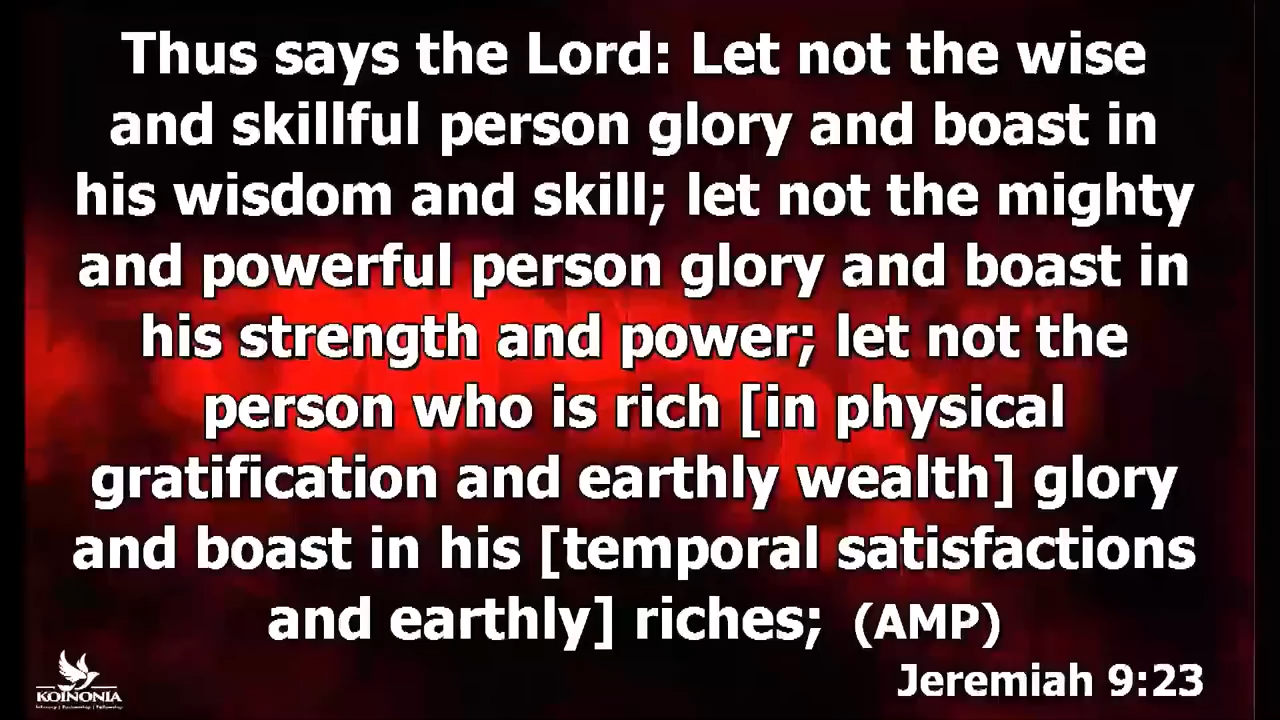 Thus says the Lord: Let not the wise
and skillful person glory and boast in
his wisdom and skill; let not the mighty
and powerful person glory and boast in
his strength and power; let not the
person who is rich [in physical
gratification and earthly wealth] glory
and boast in his [temporal satisfactions
and earthly] riches; (AMP)
Jeremiah 9:23
KOINONIA